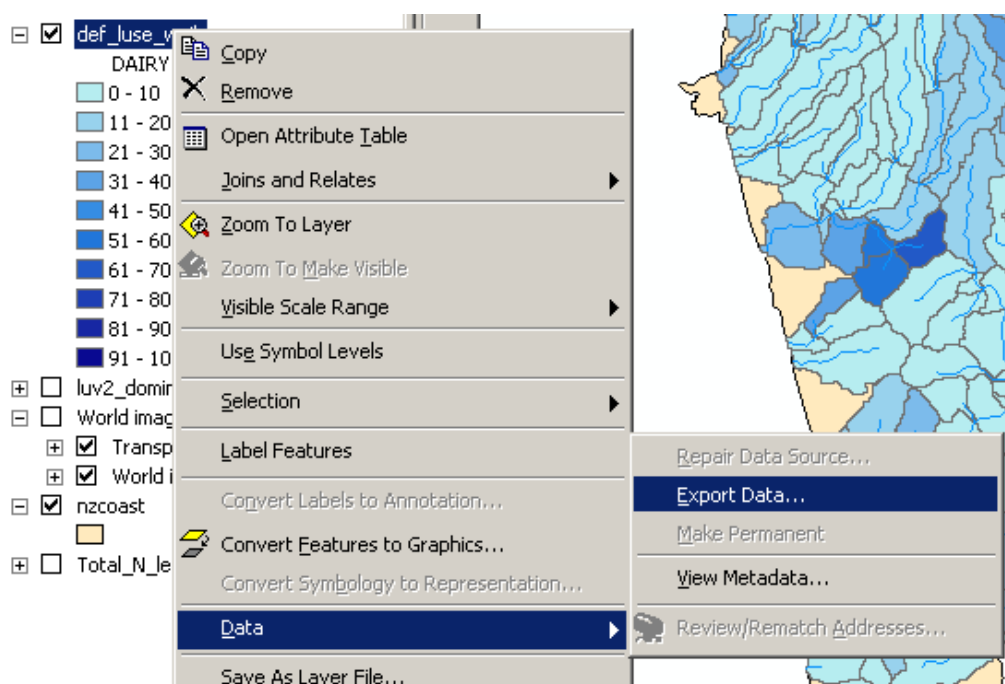 def_luse_
DAIRY
0 - 10
11 - 20
21 - 30
31 - 40
41 - 50
51 - 60
61 - 70
71 - 80
81 - 90
91 - 10
luv2_domin
World imag
Transp
World i
nzcoast
Total_N_le
Copy
Remove
Open Attribute Table
Joins and Relates
Zoom To Layer
Zoom To Make Visible
Visible Scale Range
Use Symbol Levels
Selection
Label Features
Convert Labels to Annotation...
Convert Features to Graphics...
Convert Symbology to Representation...
Data
Save As Layer File...
Repair Data Source...
Export Data...
Make Permanent
View Metadata...
Review/Rematch Addresses...